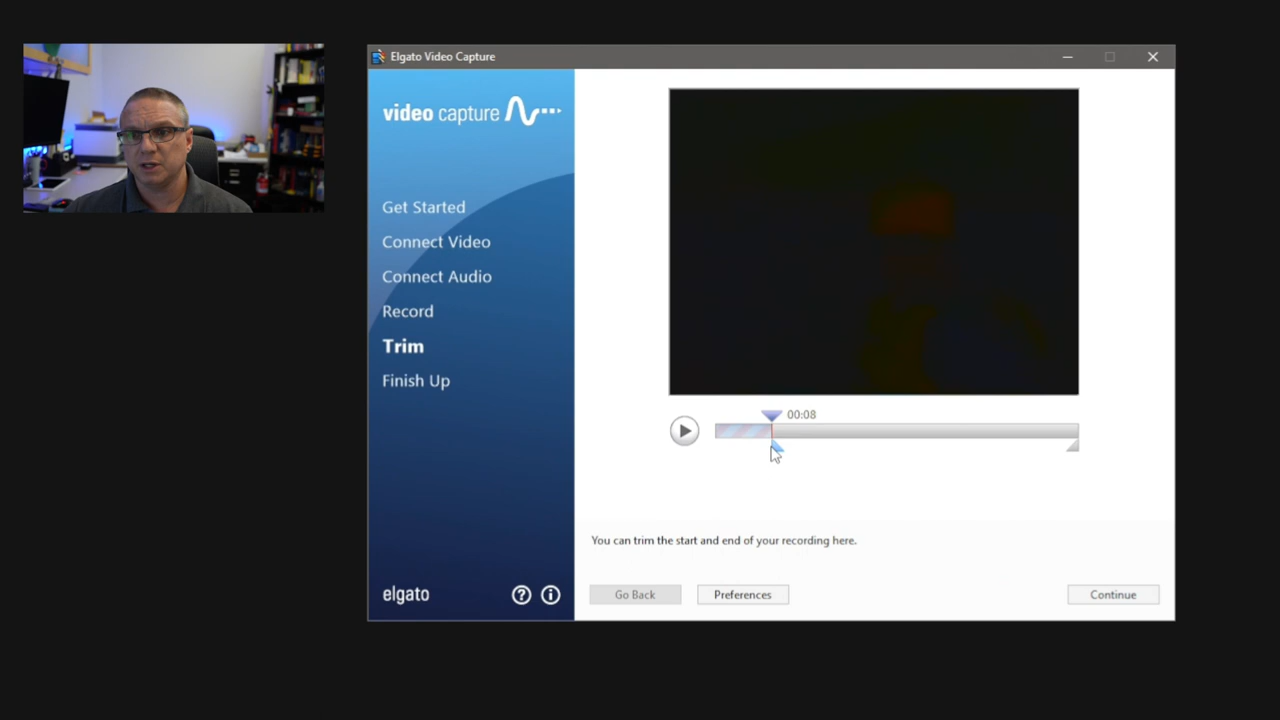 Elgato Video Capture
video capture
Get Started
Connect Video
Connect Audio
Record
Trim
Finish Up
00:08
You can trim the start and end of your recording here.
elgato
Go Back
Preferences
Continue